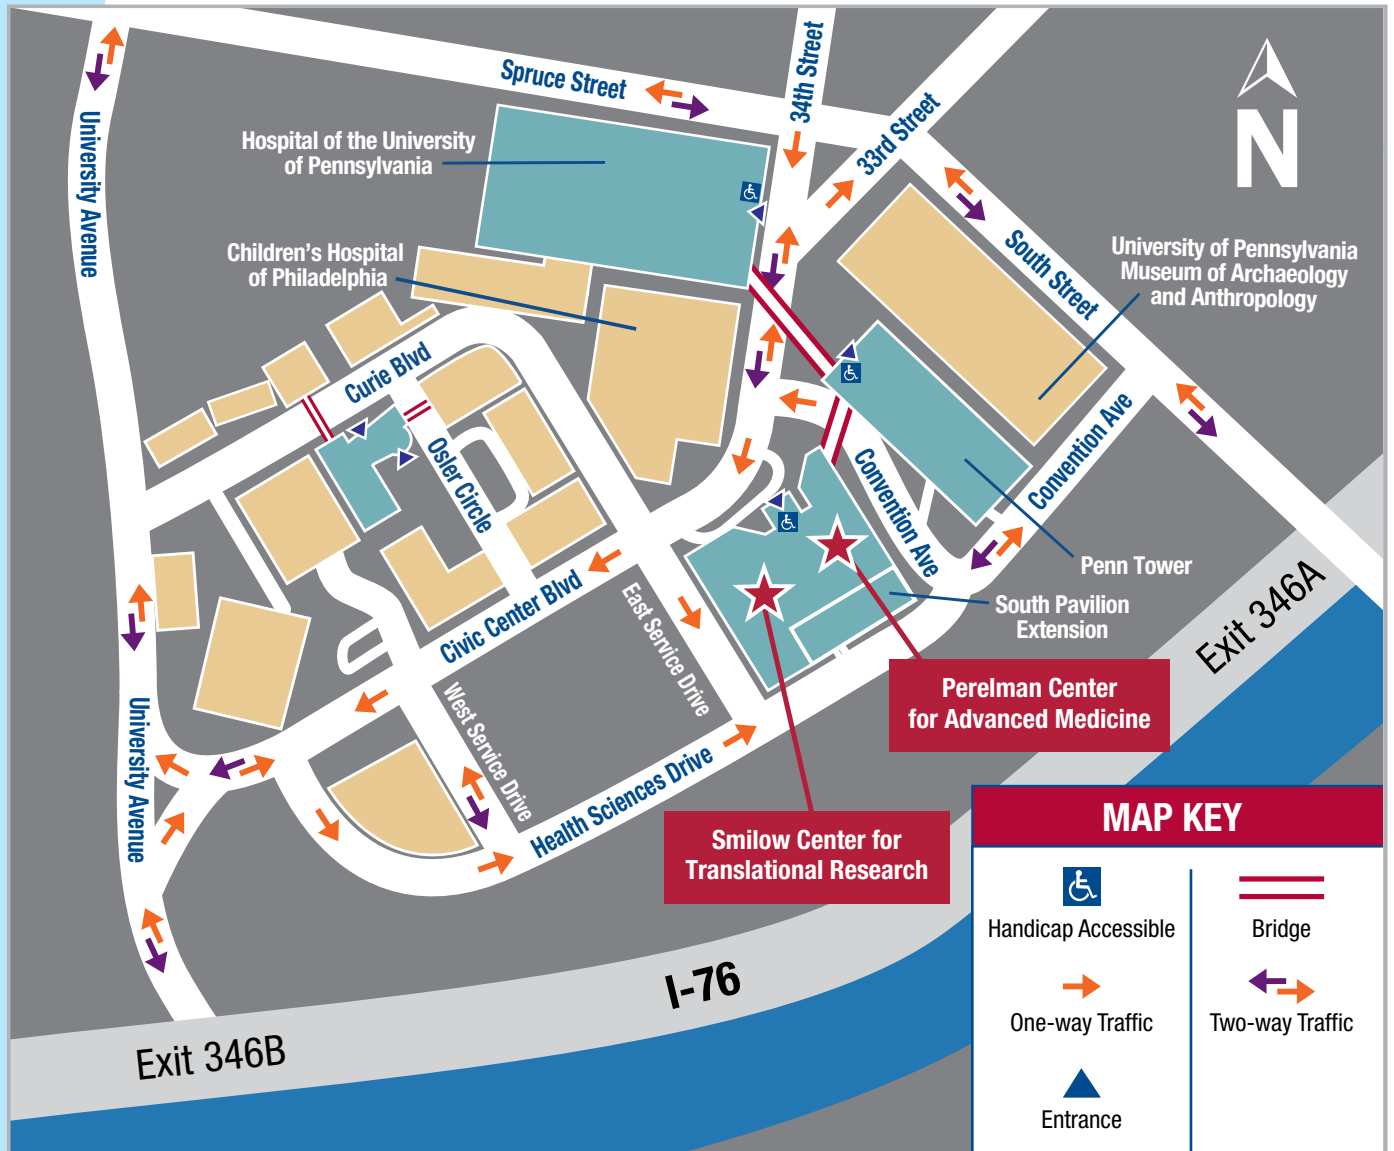 Spruce Street
34th Street
33rd Street
N
University Avenue
Hospital of the University
of Pennsylvania
Children's Hospital
of Philadelphia
South Street
University of Pennsylvania
Museum of Archaeology
and Anthropology
Curie Blvd
Osler Circle
Convention Ave
Convention Ave
Penn Tower
South Pavilion
Extension
Exit 346A
Civic Center Blvd
East Service Drive
West Service Drive
Perelman Center
for Advanced Medicine
University Avenue
Health Sciences Drive
Smilow Center for
Translational Research
I-76
Exit 346B
MAP KEY
Handicap Accessible
Bridge
One-way Traffic
Two-way Traffic
Entrance